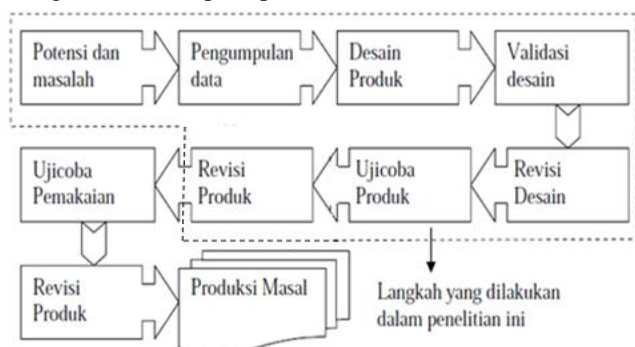 Potensi dan
masalah
Pengumpulan
data
Desain
Produk
Validasi
desain
Ujicoba
Pemakaian
Revisi
Produk
Ujicoba
Produk
Revisi
Desain
Revisi
Produk
Produksi Masal
Langkah yang dilakukan
dalam penelitian ini